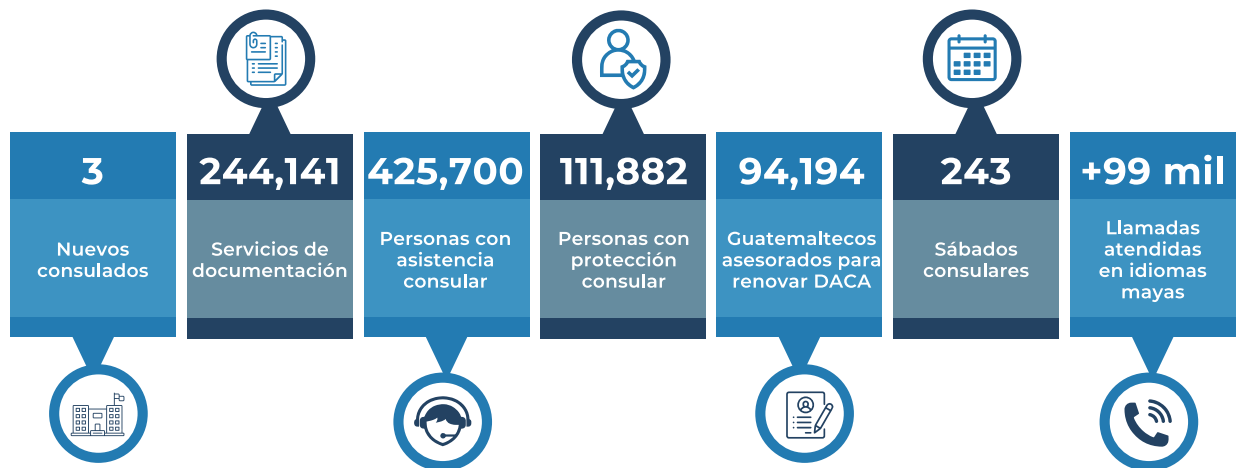 3
Nuevos
consulados
244,141
Servicios de
documentación
425,700
Personas con
asistencia
consular
111,882
Personas con
protección
consular
94,194
Guatemaltecos
asesorados para
renovar DACA
243
Sábados
consulares
+99 mil
Llamadas
atendidas
en idiomas
mayas